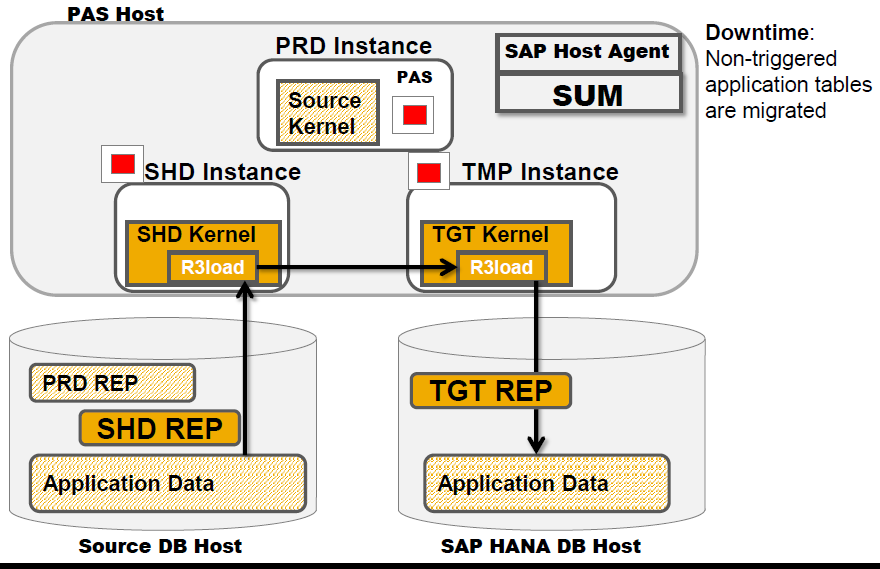 PAS Host
PRD Instance
PAS
Source
Kernel
SAP Host Agent
SUM
Downtime:
Non-triggered
application tables
are migrated
SHD Instance
TMP Instance
SHD Kernel
R3load
TGT Kernel
R3load
PRD REP
SHD REP
Application Data
TGT REP
Application Data
Source DB Host
SAP HANA DB Host